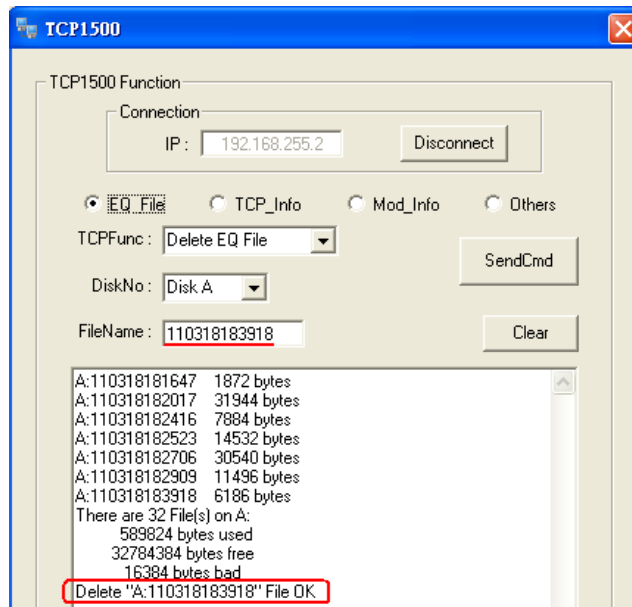 TCP1500
TCP1500 Function
Connection
IP : 192.168.255.2 Disconnect
EQ_File TCP_Info Mod_Info Others
TCPFunc : Delete EQ File
SendCmd
DiskNo : Disk A
FileName : 110318183918 Clear
A:110318181647 1872 bytes
A:110318182017 31944 bytes
A:110318182416 7884 bytes
A:110318182523 14532 bytes
A:110318182706 30540 bytes
A:110318182909 11496 bytes
A:110318183918 6186 bytes
There are 32 File(s) on A:
589824 bytes used
32784384 bytes free
16384 bytes bad
Delete "A:110318183918" File OK